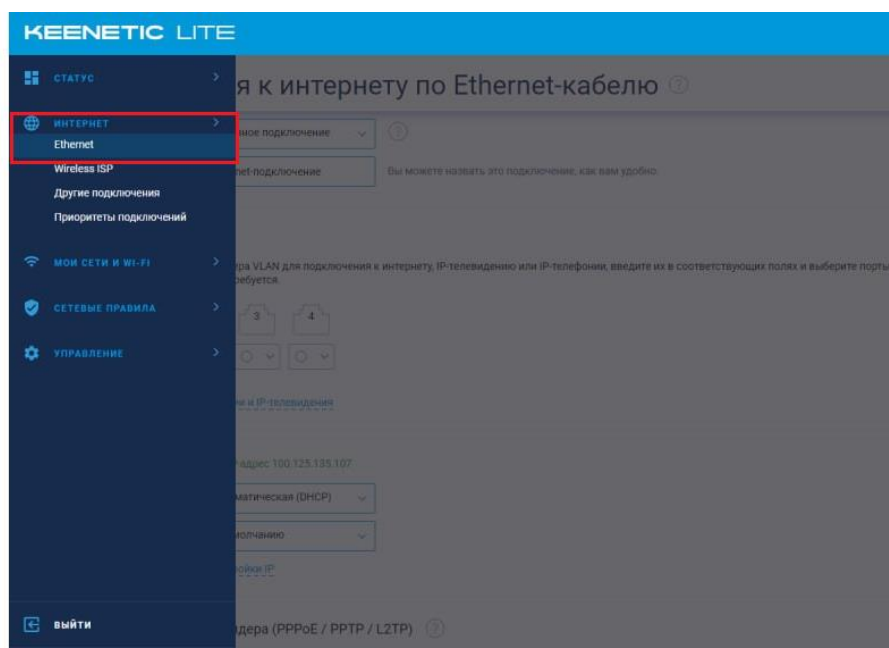 KEENETIC LITE
СТАТУС
я к интернету по Ethernet-кабелю ?
ИНТЕРНЕТ
ное подключение ?
Ethernet
Wireless ISP
net-подключение Вы можете назвать это подключение, как вам удобно.
Другие подключения
Приоритеты подключений
МОИ СЕТИ И WI-FI
ра VLAN для подключения к интернету, IP-телевидению или IP-телефонии, введите их в соответствующих полях и выберите порты
ребуется.
СЕТЕВЫЕ ПРАВИЛА
3 4
УПРАВЛЕНИЕ
и IP-телевидения
адрес 100.125.135.107
матическая (DHCP)
молчанию
ройки IP
ВЫЙТИ
йдера (PPPoE / PPTP / L2TP) ?